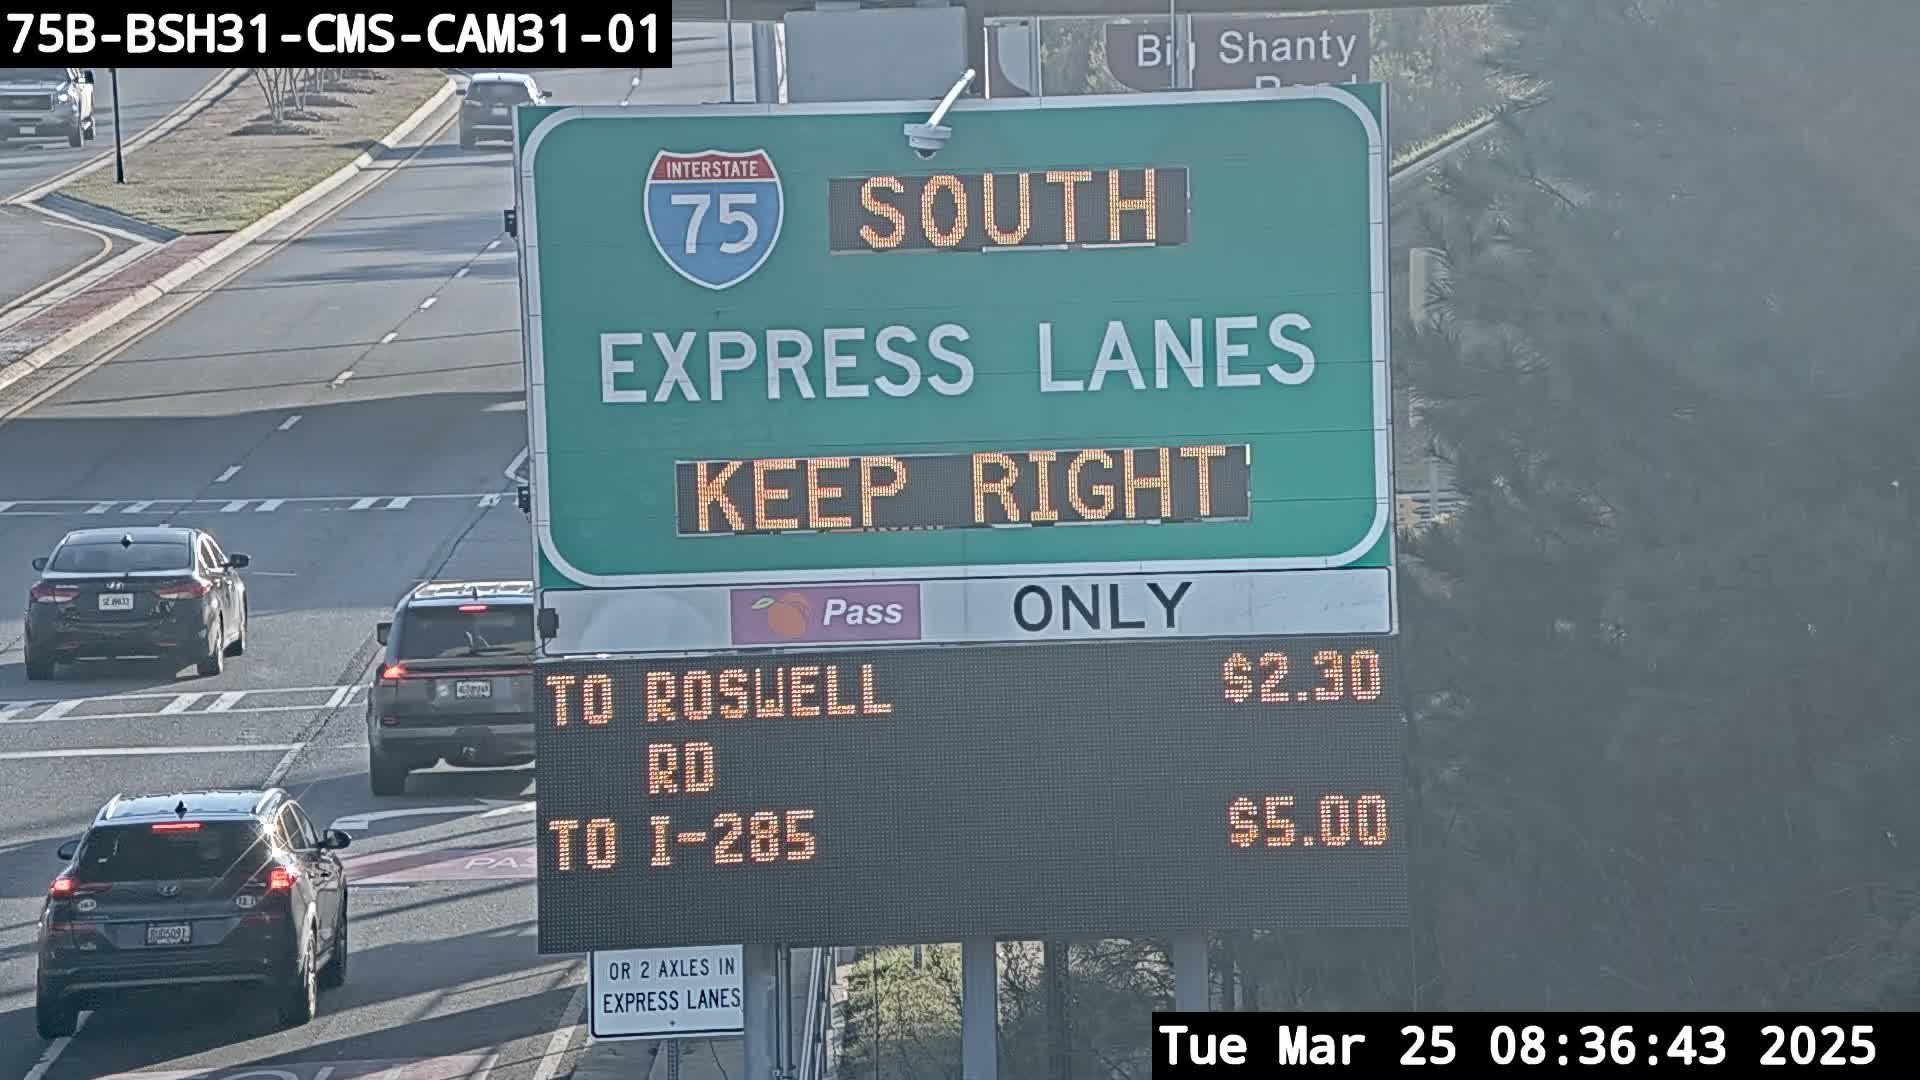 75B-BSH31-CMS-CAM31-01
Big Shanty
Road
INTERSTATE
75
SOUTH
EXPRESS LANES
KEEP RIGHT
Pass
ONLY
TO ROSWELL $2.30
RD
TO I-285 $5.00
PAS
OR 2 AXLES IN
EXPRESS LANES
Tue Mar 25 08:36:43 2025